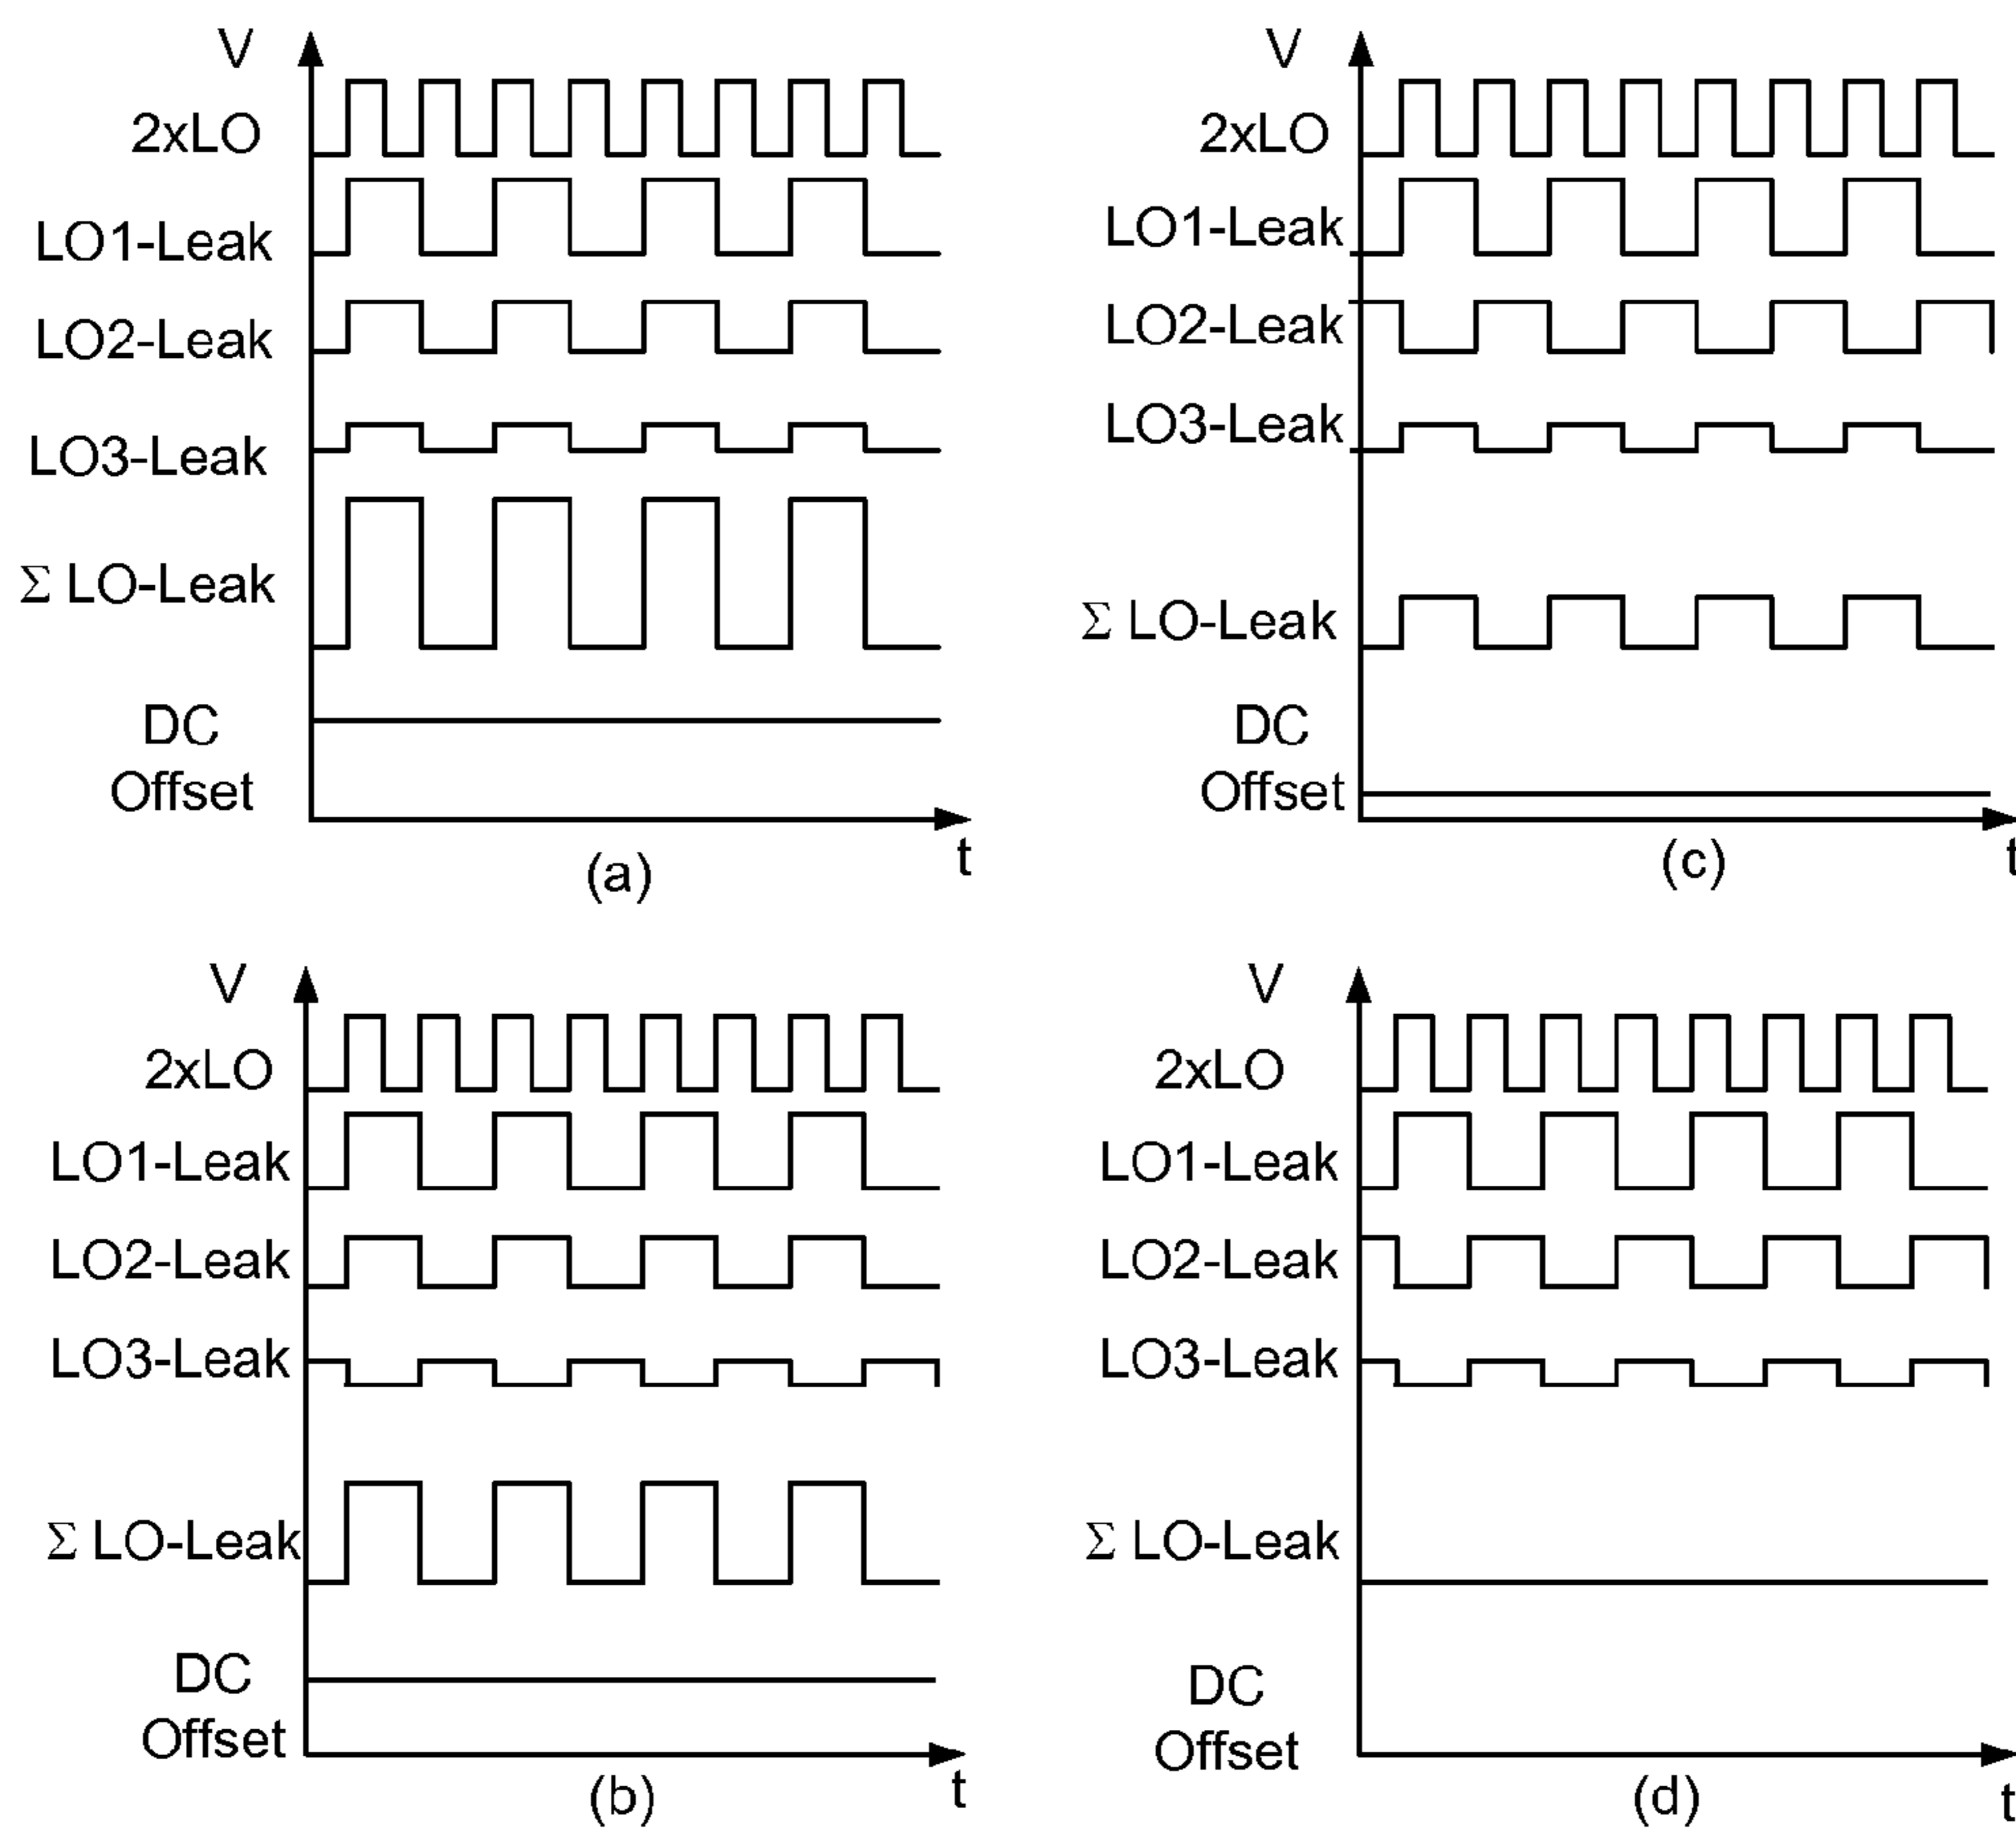 V
2xLO
LO1-Leak
LO2-Leak
LO3-Leak
Σ LO-Leak
DC
Offset
t
(a)
V
2xLO
LO1-Leak
LO2-Leak
LO3-Leak
Σ LO-Leak
DC
Offset
t
(c)
V
2xLO
LO1-Leak
LO2-Leak
LO3-Leak
Σ LO-Leak
DC
Offset
t
(b)
V
2xLO
LO1-Leak
LO2-Leak
LO3-Leak
Σ LO-Leak
DC
Offset
t
(d)